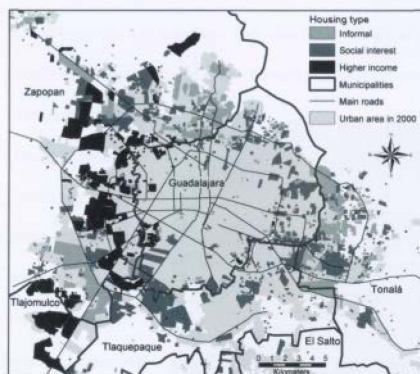 Housing type
Informal
Social interest
Higher income
Municipalities
Main roads
Urban area in 2000
Zapopan
Guadalajara
Tonalá
Tlajomulco
El Salto
Tlaquepaque
0 1 2 3 4 5
Kilometers